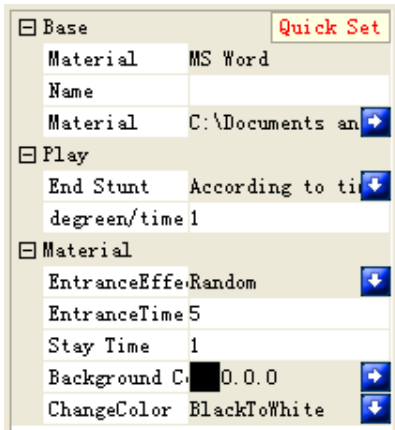 Base Quick Set
Material MS Word
Name
Material C:\Documents an
Play
End Stunt According to ti
degreen/time 1
Material
EntranceEffe Random
EntranceTime 5
Stay Time 1
Background C 0.0.0
ChangeColor BlackToWhite